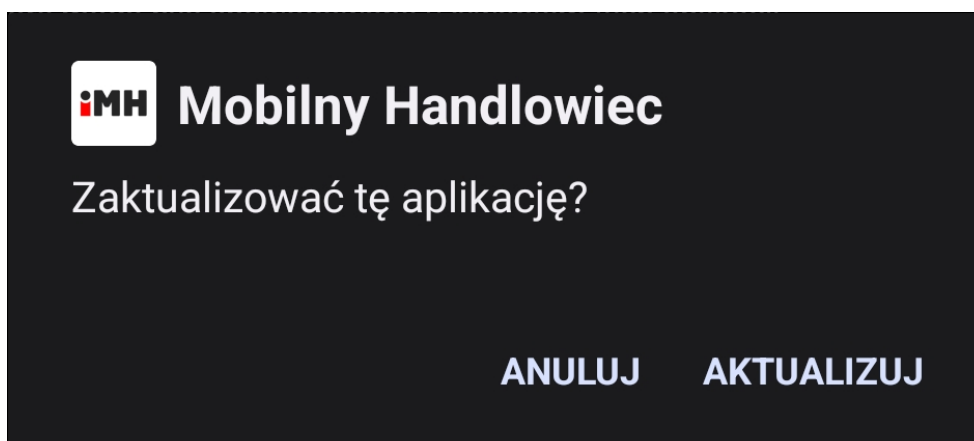 iMH Mobilny Handlowiec
Zaktualizować tę aplikację?
ANULUJ AKTUALIZUJ